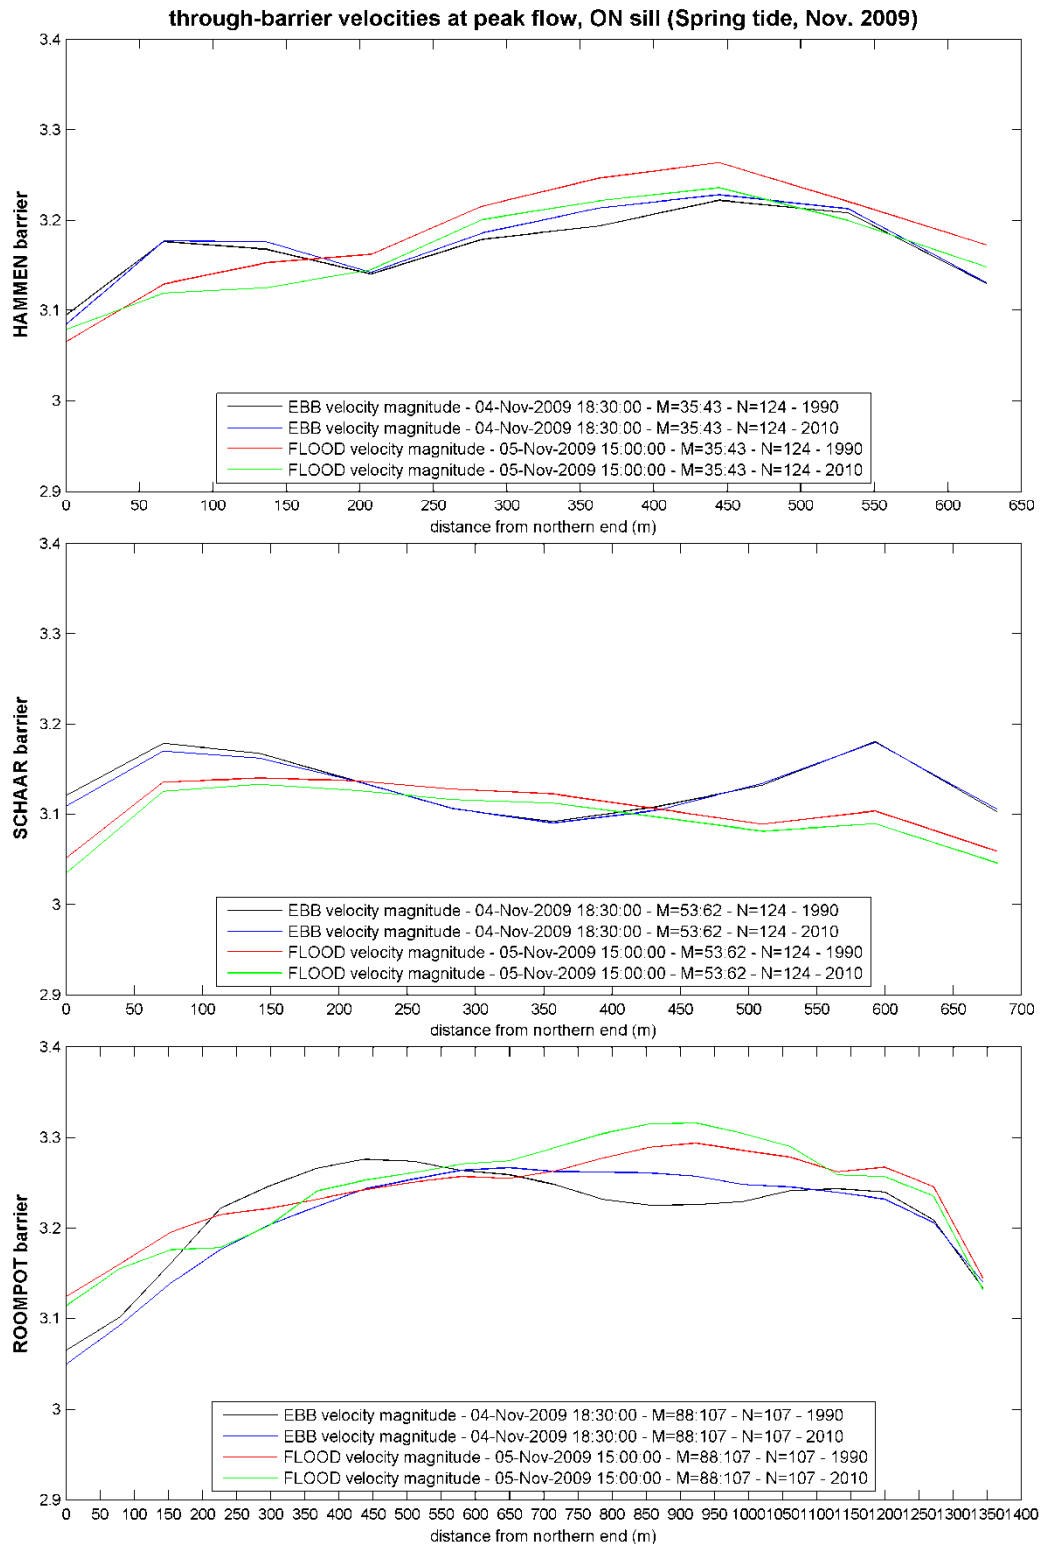 through-barrier velocities at peak flow, ON sill (Spring tide, Nov. 2009)
3.4
3.3
3.2
3.1
3
2.9
HAMMEN barrier
EBB velocity magnitude - 04-Nov-2009 18:30:00 - M=35:43 - N=124 - 1990
EBB velocity magnitude - 04-Nov-2009 18:30:00 - M=35:43 - N=124 - 2010
FLOOD velocity magnitude - 05-Nov-2009 15:00:00 - M=35:43 - N=124 - 1990
FLOOD velocity magnitude - 05-Nov-2009 15:00:00 - M=35:43 - N=124 - 2010
0 50 100 150 200 250 300 350 400 450 500 550 600 650
distance from northern end (m)
3.4
3.3
3.2
3.1
3
2.9
SCHAAR barrier
EBB velocity magnitude - 04-Nov-2009 18:30:00 - M=53:62 - N=124 - 1990
EBB velocity magnitude - 04-Nov-2009 18:30:00 - M=53:62 - N=124 - 2010
FLOOD velocity magnitude - 05-Nov-2009 15:00:00 - M=53:62 - N=124 - 1990
FLOOD velocity magnitude - 05-Nov-2009 15:00:00 - M=53:62 - N=124 - 2010
0 50 100 150 200 250 300 350 400 450 500 550 600 650 700
distance from northern end (m)
3.4
3.3
3.2
3.1
3
2.9
ROOMPOT barrier
EBB velocity magnitude - 04-Nov-2009 18:30:00 - M=88:107 - N=107 - 1990
EBB velocity magnitude - 04-Nov-2009 18:30:00 - M=88:107 - N=107 - 2010
FLOOD velocity magnitude - 05-Nov-2009 15:00:00 - M=88:107 - N=107 - 1990
FLOOD velocity magnitude - 05-Nov-2009 15:00:00 - M=88:107 - N=107 - 2010
0 50 100 150 200 250 300 350 400 450 500 550 600 650 700 750 800 850 900 950 1000 1050 1100 1150 1200 1250 1300 1350 1400
distance from northern end (m)